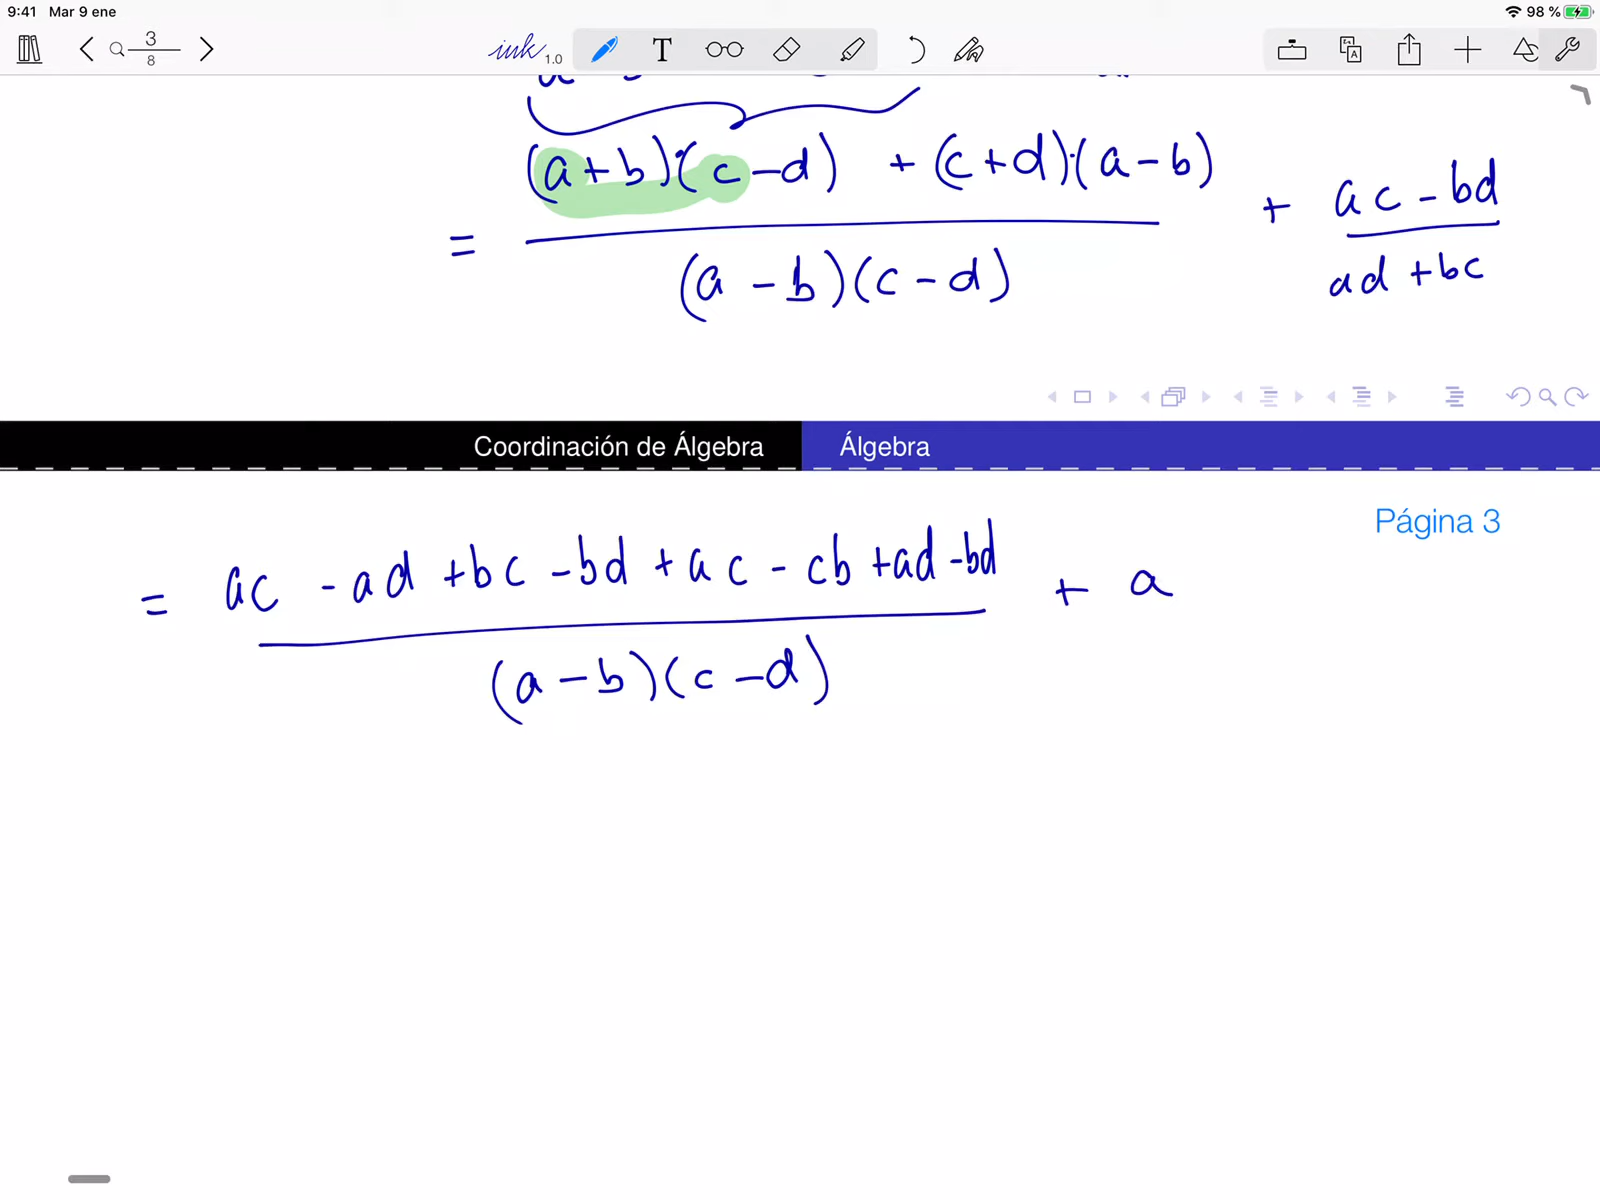 9:41 Mar 9 ene 98 %
3
8
ink 1.0 T
(a+b)·(c-d) + (c+d)·(a-b)
= + ac-bd
(a-b)(c-d) ad+bc
Coordinación de Álgebra Álgebra
Página 3
= ac -ad +bc -bd +ac -cb +ad -bd + a
(a-b)(c-d)